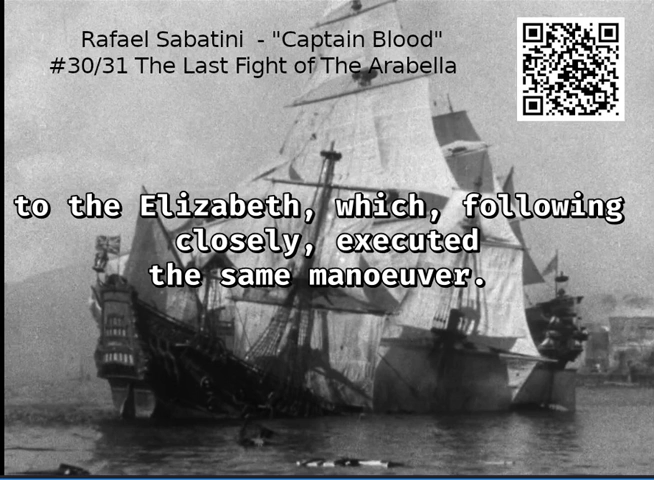 Rafael Sabatini - "Captain Blood"
#30/31 The Last Fight of The Arabella
to the Elizabeth, which, following
closely, executed
the same manoeuver.